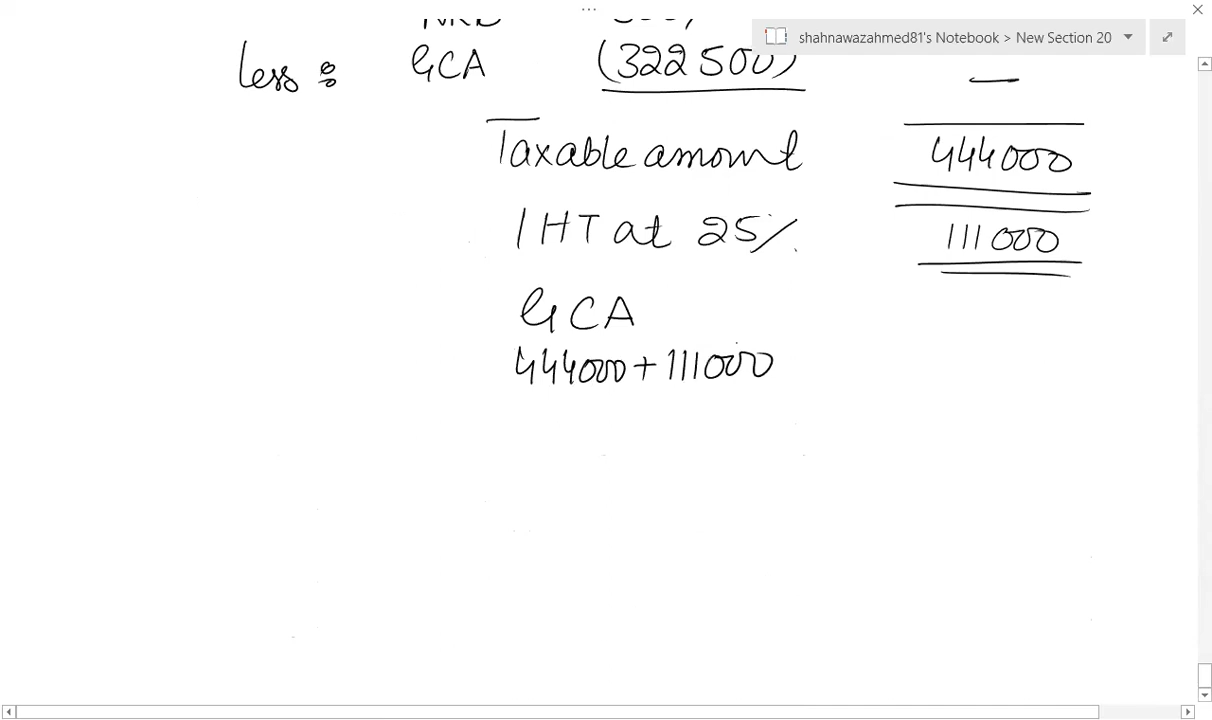 shahnawazahmed81's Notebook > New Section 20
less : GCA (322500) —
Taxable amount 444000
IHT at 25% 111000
GCA
444000 + 111000